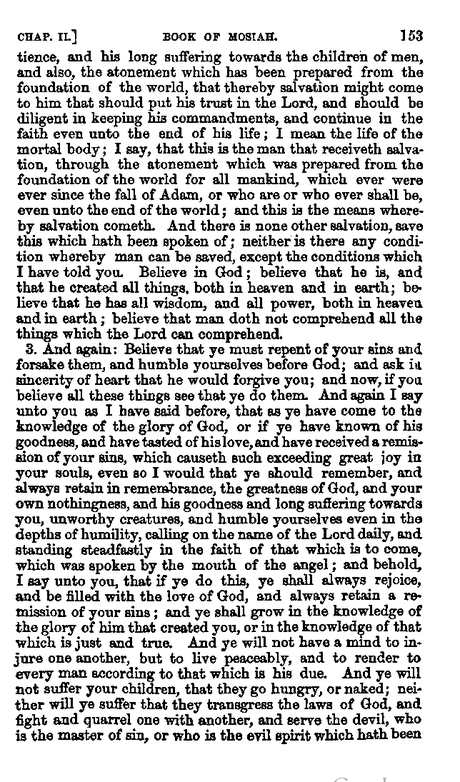 CHAP. II.] BOOK OF MOSIAH. 153
tience, and his long suffering towards the children of men,
and also, the atonement which has been prepared from the
foundation of the world, that thereby salvation might come
to him that should put his trust in the Lord, and should be
diligent in keeping his commandments, and continue in the
faith even unto the end of his life; I mean the life of the
mortal body; I say, that this is the man that receiveth salva-
tion, through the atonement which was prepared from the
foundation of the world for all mankind, which ever were
ever since the fall of Adam, or who are or who ever shall be,
even unto the end of the world; and this is the means where-
by salvation cometh. And there is none other salvation, save
this which hath been spoken of; neither is there any condi-
tion whereby man can be saved, except the conditions which
I have told you. Believe in God; believe that he is, and
that he created all things, both in heaven and in earth; be-
lieve that he has all wisdom, and all power, both in heaven
and in earth; believe that man doth not comprehend all the
things which the Lord can comprehend.
3. And again: Believe that ye must repent of your sins and
forsake them, and humble yourselves before God; and ask in
sincerity of heart that he would forgive you; and now, if you
believe all these things see that ye do them. And again I say
unto you as I have said before, that as ye have come to the
knowledge of the glory of God, or if ye have known of his
goodness, and have tasted of his love, and have received a remis-
sion of your sins, which causeth such exceeding great joy in
your souls, even so I would that ye should remember, and
always retain in remembrance, the greatness of God, and your
own nothingness, and his goodness and long suffering towards
you, unworthy creatures, and humble yourselves even in the
depths of humility, calling on the name of the Lord daily, and
standing steadfastly in the faith of that which is to come,
which was spoken by the mouth of the angel; and behold,
I say unto you, that if ye do this, ye shall always rejoice,
and be filled with the love of God, and always retain a re-
mission of your sins; and ye shall grow in the knowledge of
the glory of him that created you, or in the knowledge of that
which is just and true. And ye will not have a mind to in-
jure one another, but to live peaceably, and to render to
every man according to that which is his due. And ye will
not suffer your children, that they go hungry, or naked; nei-
ther will ye suffer that they transgress the laws of God, and
fight and quarrel one with another, and serve the devil, who
is the master of sin, or who is the evil spirit which hath been